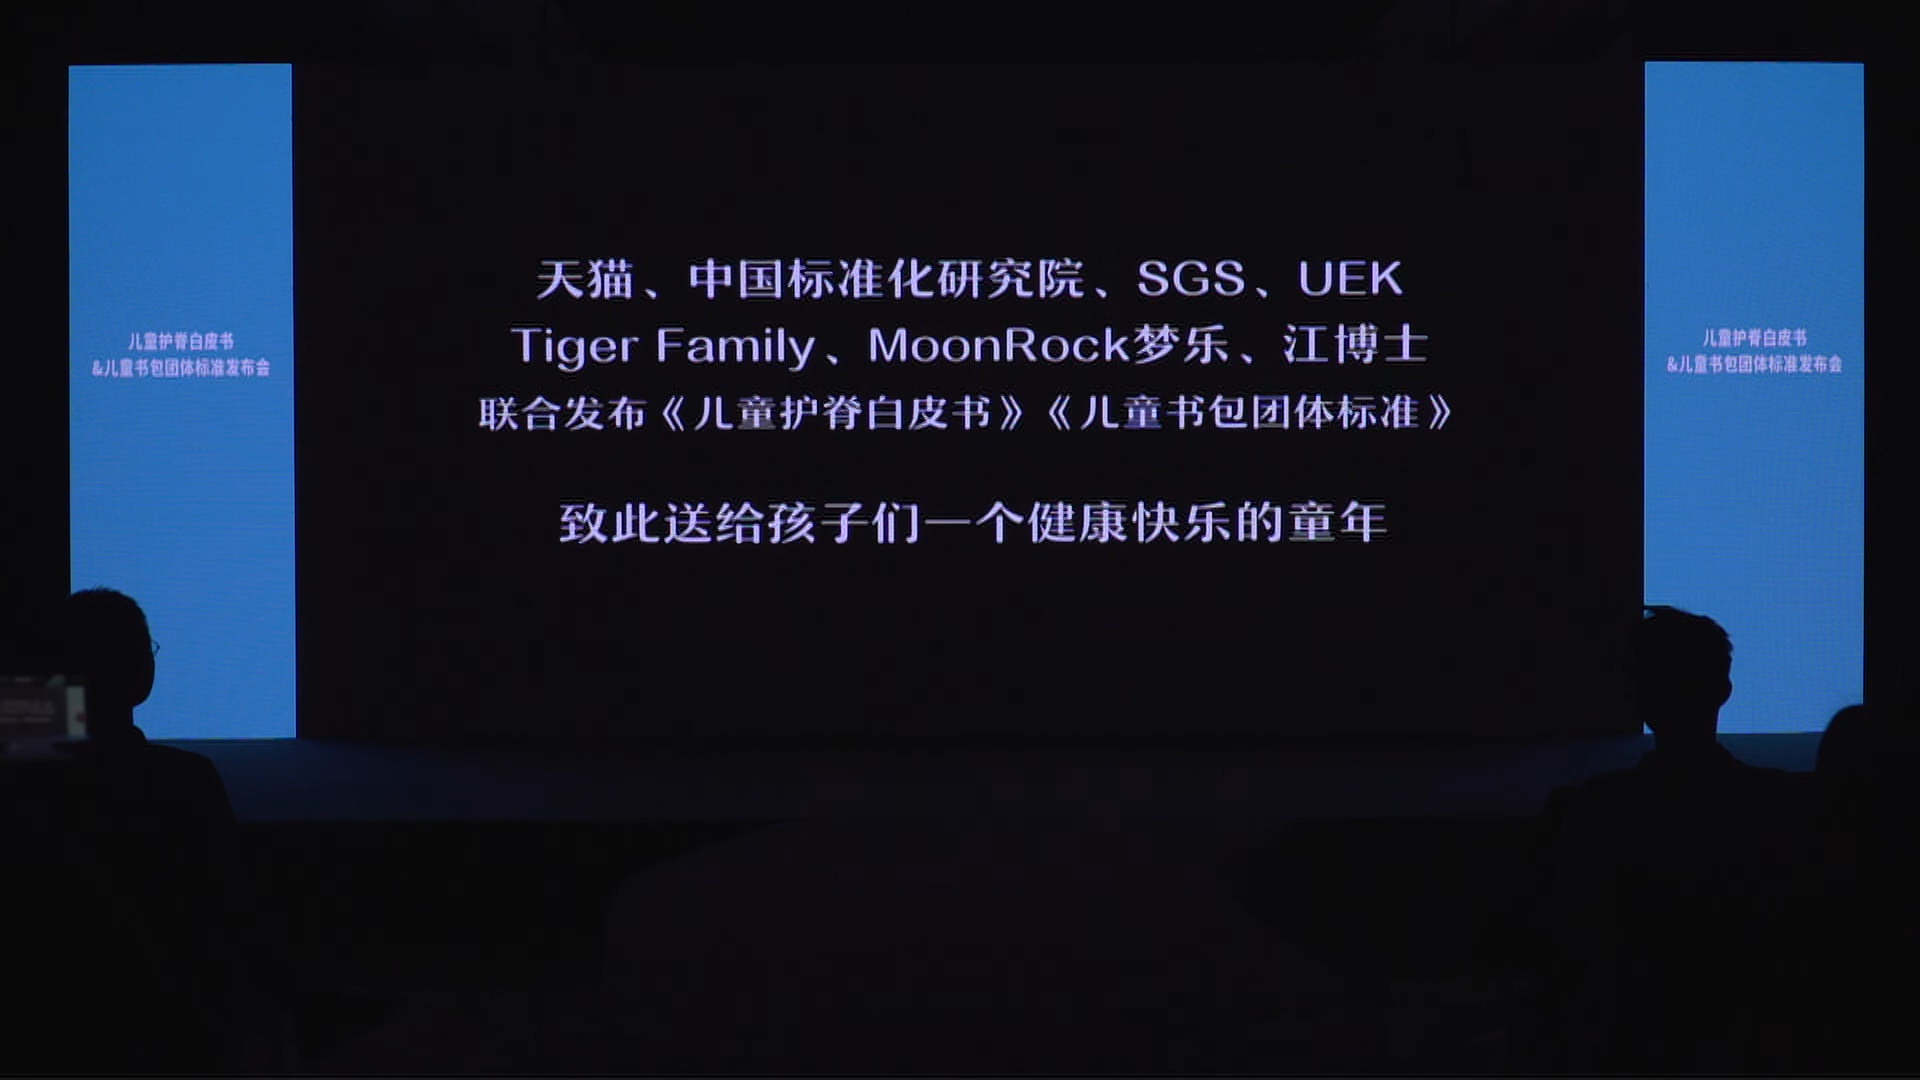 天猫、中国标准化研究院、SGS、UEK
Tiger Family、MoonRock梦乐、江博士
联合发布《儿童护脊白皮书》《儿童书包团体标准》
致此送给孩子们一个健康快乐的童年
儿童护脊白皮书
&儿童书包团体标准发布会
儿童护脊白皮书
&儿童书包团体标准发布会